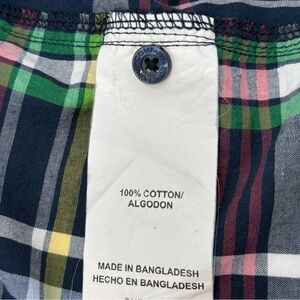 100% COTTON/
ALGODON
MADE IN BANGLADESH
HECHO EN BANGLADESH